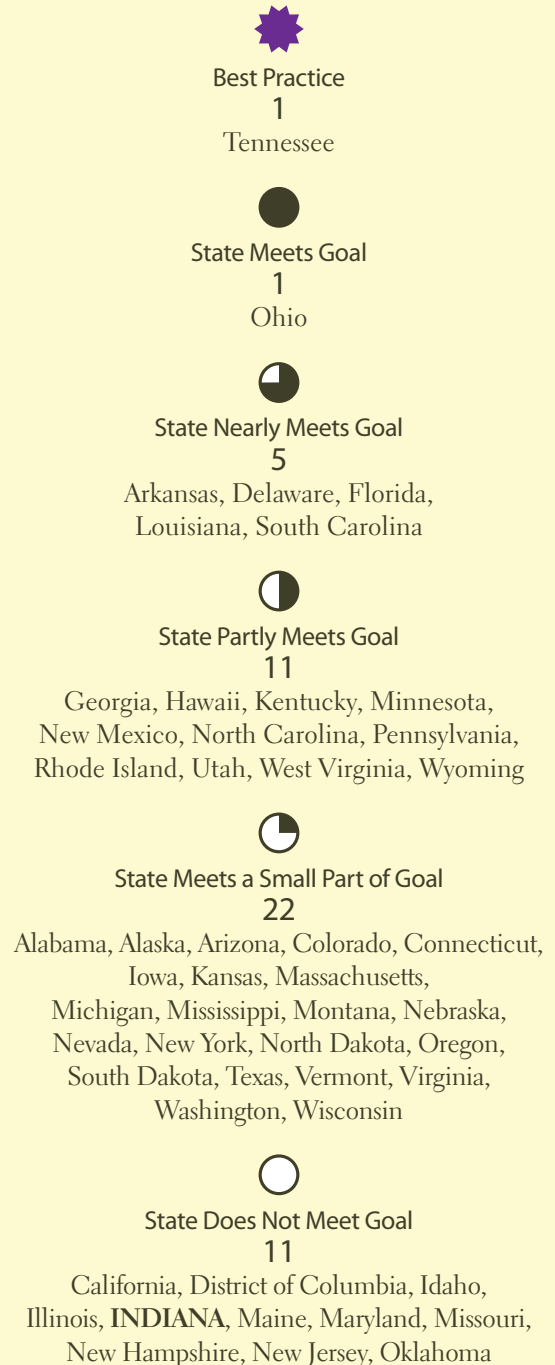 Best Practice
1
Tennessee
State Meets Goal
1
Ohio
State Nearly Meets Goal
5
Arkansas, Delaware, Florida,
Louisiana, South Carolina
State Partly Meets Goal
11
Georgia, Hawaii, Kentucky, Minnesota,
New Mexico, North Carolina, Pennsylvania,
Rhode Island, Utah, West Virginia, Wyoming
State Meets a Small Part of Goal
22
Alabama, Alaska, Arizona, Colorado, Connecticut,
Iowa, Kansas, Massachusetts,
Michigan, Mississippi, Montana, Nebraska,
Nevada, New York, North Dakota, Oregon,
South Dakota, Texas, Vermont, Virginia,
Washington, Wisconsin
State Does Not Meet Goal
11
California, District of Columbia, Idaho,
Illinois, INDIANA, Maine, Maryland, Missouri,
New Hampshire, New Jersey, Oklahoma